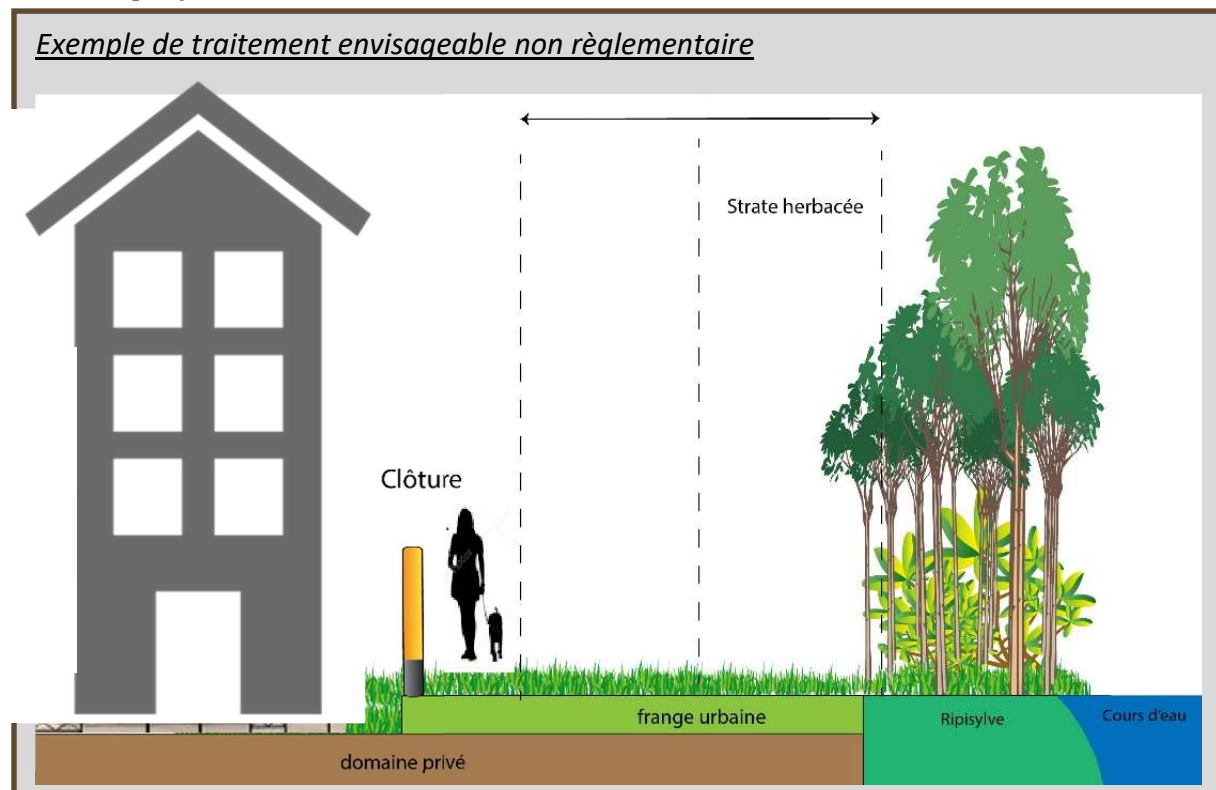 Exemple de traitement envisageable non règlementaire
Strate herbacée
Clôture
frange urbaine
Ripisylve
Cours d'eau
domaine privé